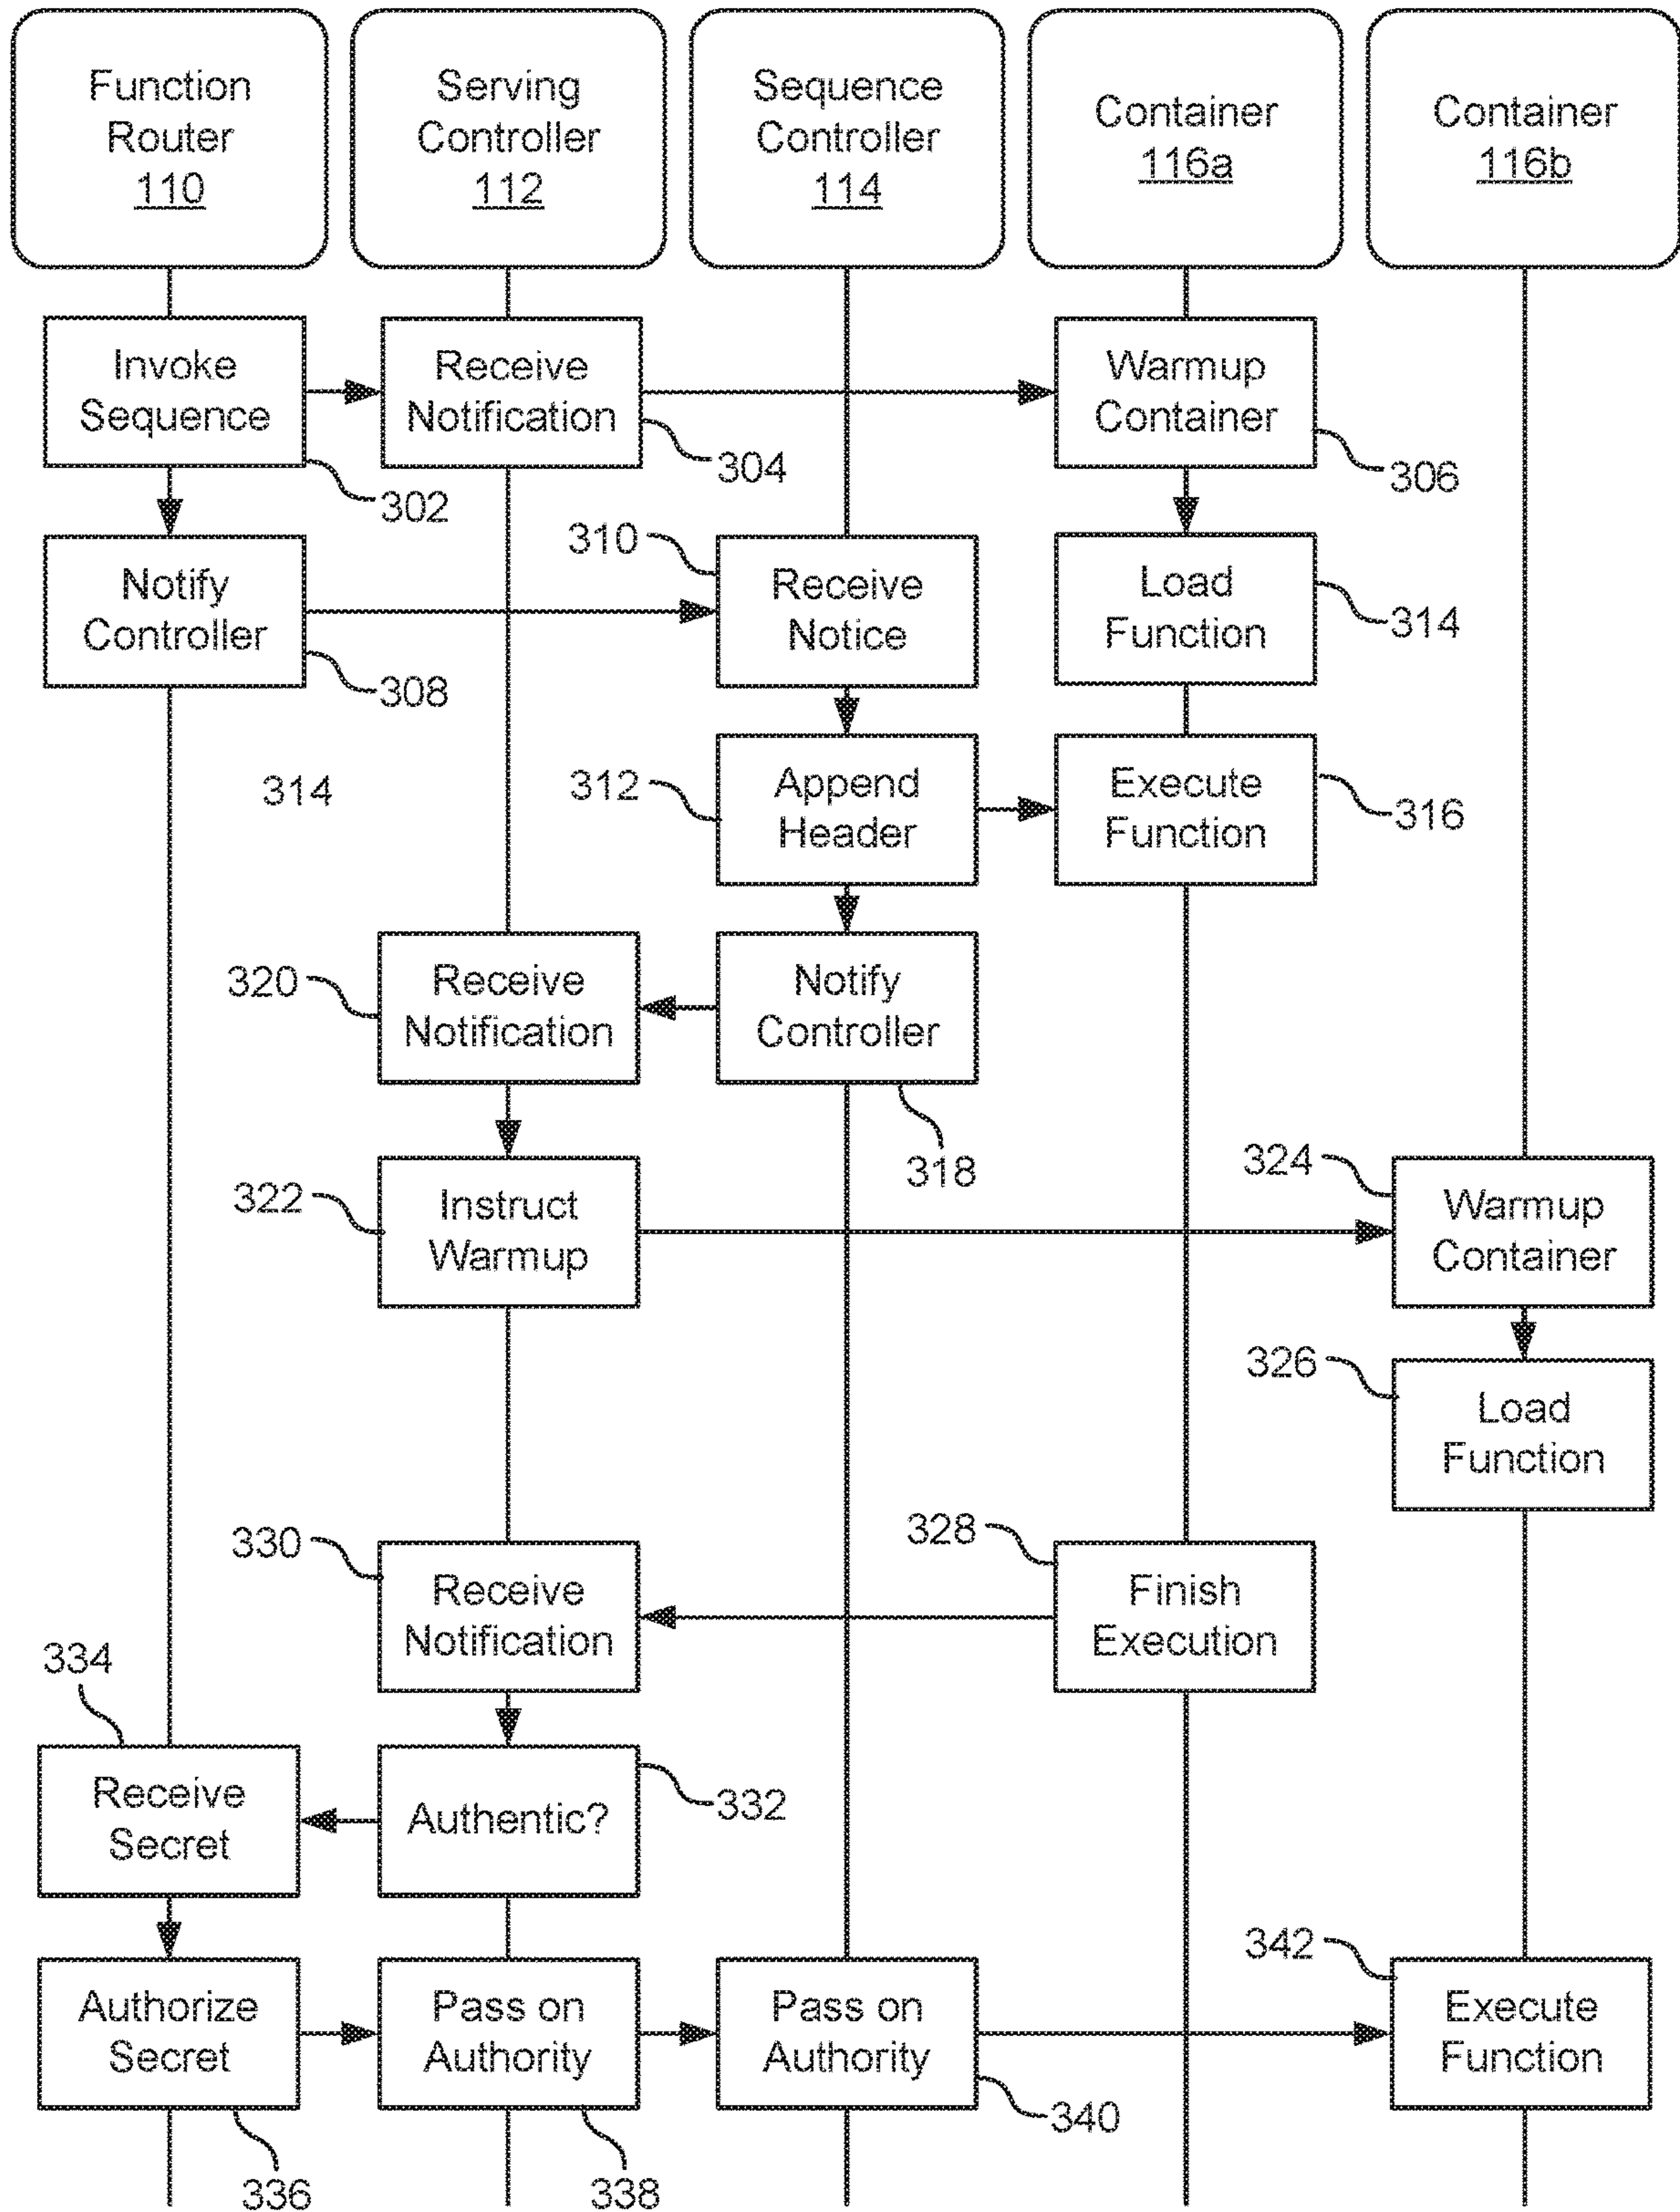 Function
Router
110
Serving
Controller
112
Sequence
Controller
114
Container
116a
Container
116b
Invoke
Sequence
302
Receive
Notification
304
Warmup
Container
306
Notify
Controller
308
310
Receive
Notice
Load
Function
314
314
312
Append
Header
Execute
Function
316
320
Receive
Notification
Notify
Controller
318
322
Instruct
Warmup
324
Warmup
Container
326
Load
Function
330
Receive
Notification
328
Finish
Execution
334
Receive
Secret
Authentic?
332
Authorize
Secret
336
Pass on
Authority
338
Pass on
Authority
340
342
Execute
Function